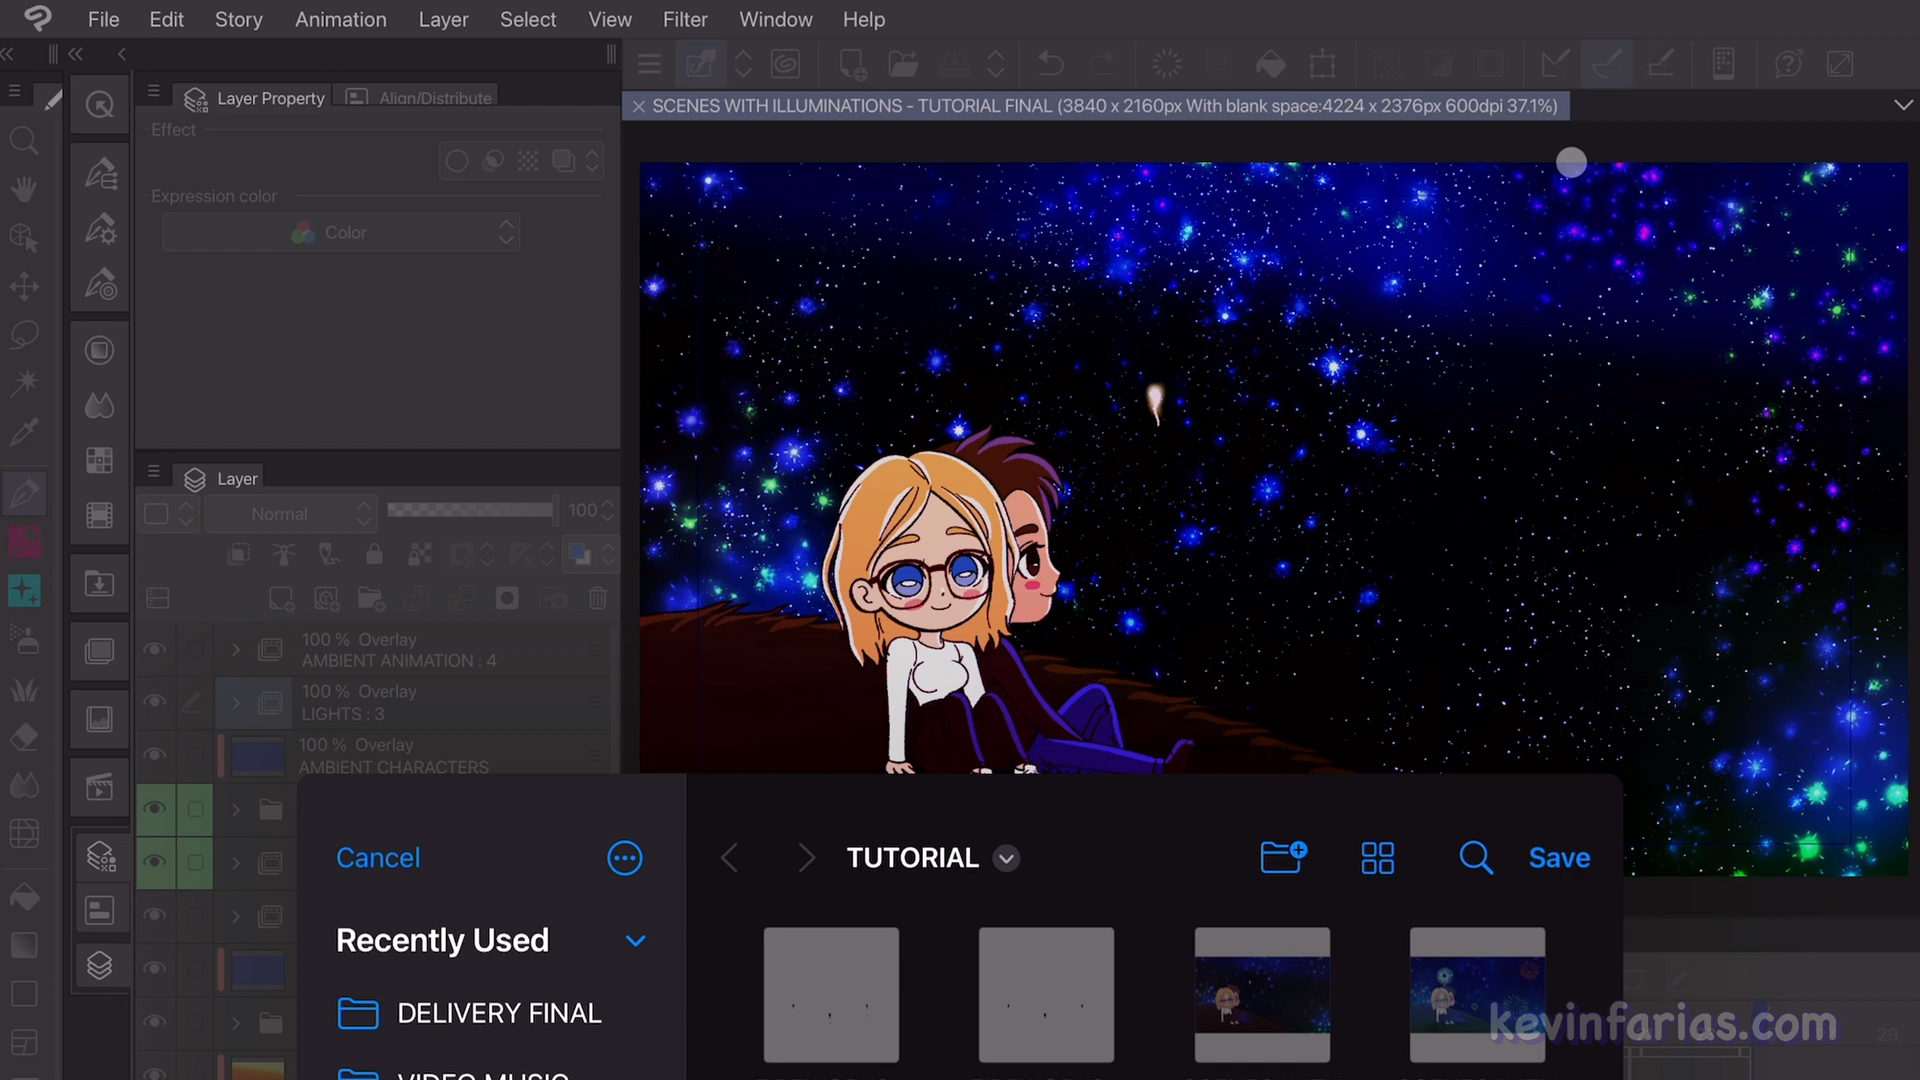 File Edit Story Animation Layer Select View Filter Window Help
Layer Property Align/Distribute
SCENES WITH ILLUMINATIONS - TUTORIAL FINAL (3840 x 2160px With blank space:4224 x 2376px 600dpi 37.1%)
Effect
Expression color
Color
Layer
Normal 100
100 % Overlay
AMBIENT ANIMATION : 4
100 % Overlay
LIGHTS : 3
100 % Overlay
AMBIENT CHARACTERS
Cancel TUTORIAL Save
Recently Used
DELIVERY FINAL
VIDEO MUSIC
kevinfarias.com
29